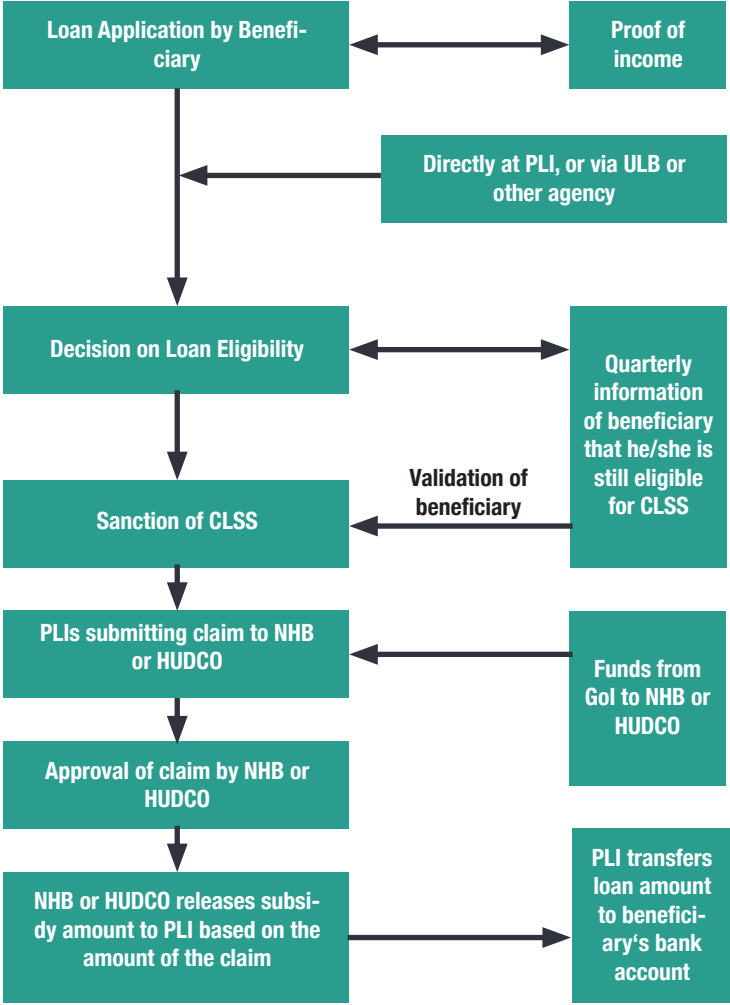 Loan Application by Benefi-
ciary
Proof of
income
Directly at PLI, or via ULB or
other agency
Decision on Loan Eligibility
Quarterly
information
of beneficiary
that he/she is
still eligible
for CLSS
Validation of
beneficiary
Sanction of CLSS
PLIs submitting claim to NHB
or HUDCO
Funds from
GoI to NHB or
HUDCO
Approval of claim by NHB or
HUDCO
NHB or HUDCO releases subsi-
dy amount to PLI based on the
amount of the claim
PLI transfers
loan amount
to benefici-
ary‘s bank
account